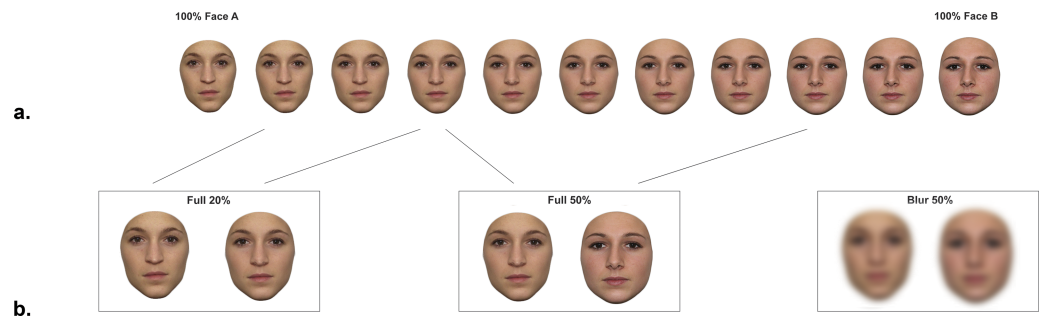 100% Face A
100% Face B
a.
Full 20%
Full 50%
Blur 50%
b.